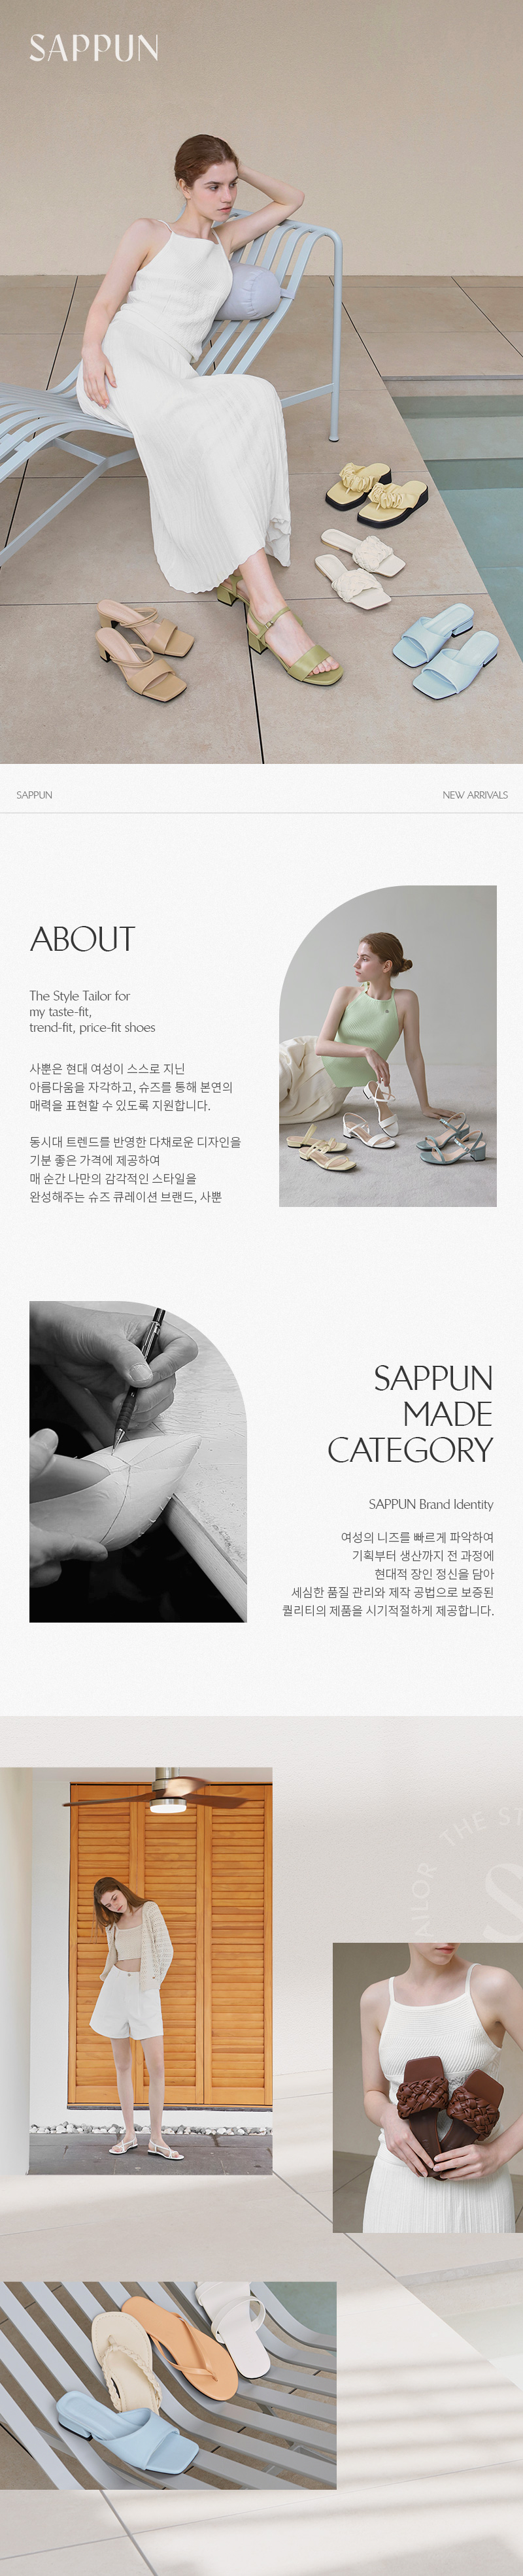 SAPPUN
SAPPUN
NEW ARRIVALS
ABOUT
The Style Tailor for
my taste-fit,
trend-fit, price-fit shoes
사뿐은 현대 여성이 스스로 지닌
아름다움을 자각하고, 슈즈를 통해 본연의
매력을 표현할 수 있도록 지원합니다.
동시대 트렌드를 반영한 다채로운 디자인을
기분 좋은 가격에 제공하여
매 순간 나만의 감각적인 스타일을
완성해주는 슈즈 큐레이션 브랜드, 사뿐
SAPPUN
MADE
CATEGORY
SAPPUN Brand Identity
여성의 니즈를 빠르게 파악하여
기획부터 생산까지 전 과정에
현대적 장인 정신을 담아
세심한 품질 관리와 제작 공법으로 보증된
퀄리티의 제품을 시기적절하게 제공합니다.
AILOR THE ST
S